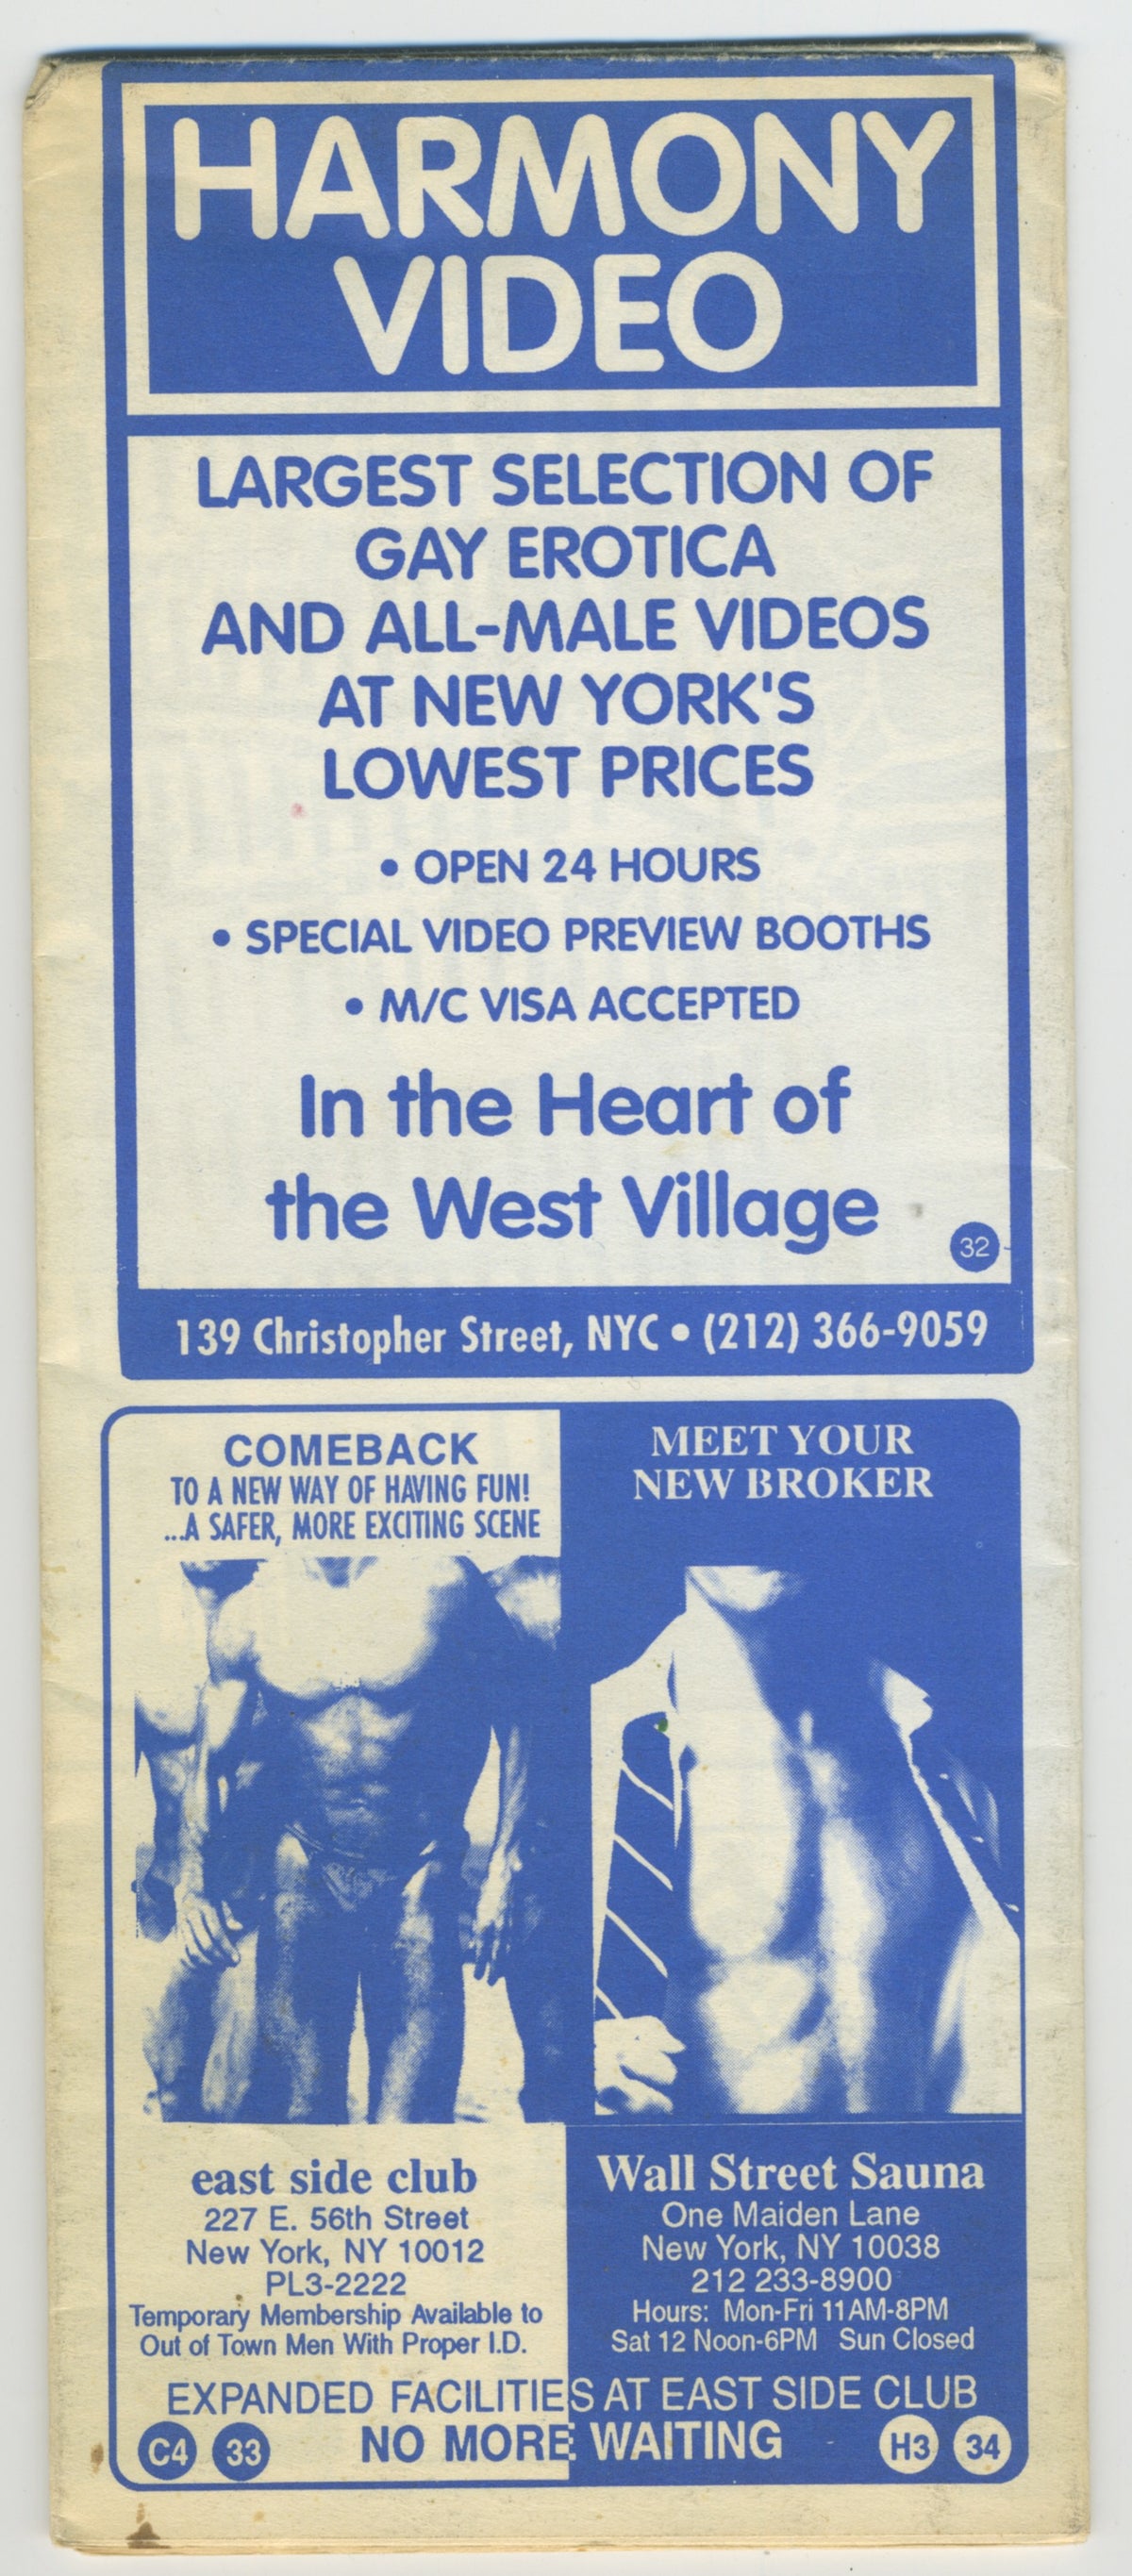 HARMONY
VIDEO
LARGEST SELECTION OF
GAY EROTICA
AND ALL-MALE VIDEOS
AT NEW YORK'S
LOWEST PRICES
• OPEN 24 HOURS
• SPECIAL VIDEO PREVIEW BOOTHS
• M/C VISA ACCEPTED
In the Heart of
the West Village
32
139 Christopher Street, NYC • (212) 366-9059
COMEBACK
TO A NEW WAY OF HAVING FUN!
...A SAFER, MORE EXCITING SCENE
MEET YOUR
NEW BROKER
east side club
227 E. 56th Street
New York, NY 10012
PL3-2222
Temporary Membership Available to
Out of Town Men With Proper I.D.
Wall Street Sauna
One Maiden Lane
New York, NY 10038
212 233-8900
Hours: Mon-Fri 11AM-8PM
Sat 12 Noon-6PM Sun Closed
EXPANDED FACILITIES AT EAST SIDE CLUB
C4 33 NO MORE WAITING H3 34